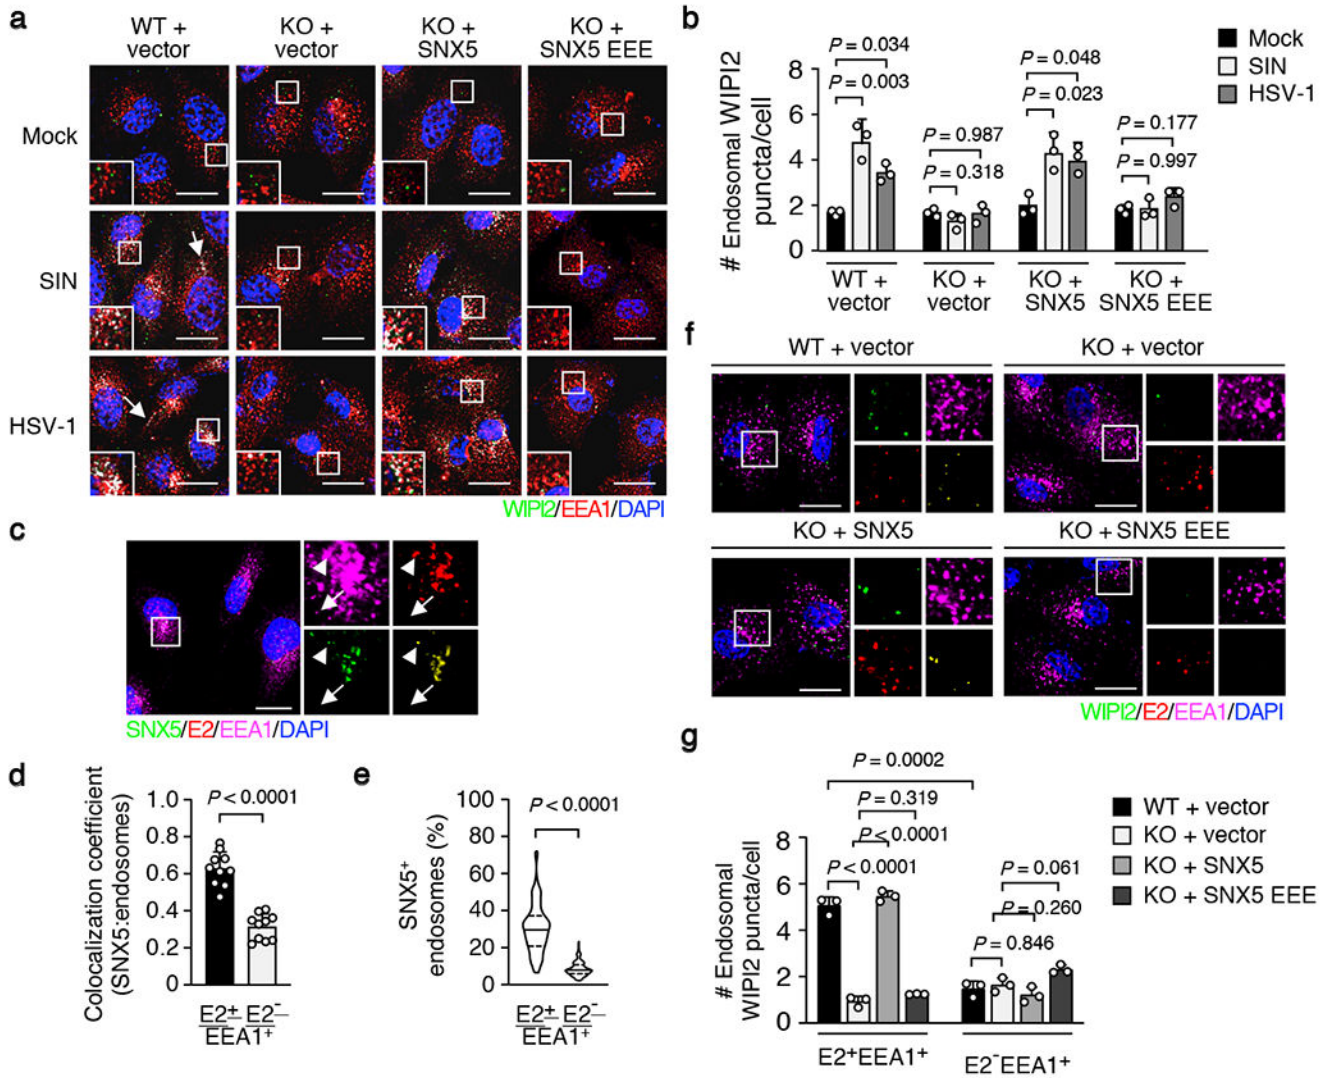 a
WT +
vector
KO +
vector
KO +
SNX5
KO +
SNX5 EEE
Mock
SIN
HSV-1
WIPI2/EEA1/DAPI
b
# Endosomal WIPI2
puncta/cell
8
6
4
2
0
P = 0.034
P = 0.003
P = 0.987
P = 0.318
P = 0.048
P = 0.023
P = 0.177
P = 0.997
Mock
SIN
HSV-1
WT +
vector
KO +
vector
KO +
SNX5
KO +
SNX5 EEE
c
SNX5/E2/EEA1/DAPI
d
Colocalization coefficient
(SNX5:endosomes)
1.0
0.8
0.6
0.4
0.2
0
P < 0.0001
E2+ E2−
EEA1+
e
SNX5+
endosomes (%)
100
80
60
40
20
0
P < 0.0001
E2+ E2−
EEA1+
f
WT + vector
KO + vector
KO + SNX5
KO + SNX5 EEE
WIPI2/E2/EEA1/DAPI
g
# Endosomal
WIPI2 puncta/cell
8
6
4
2
0
P = 0.0002
P = 0.319
P < 0.0001
P < 0.0001
P = 0.061
P = 0.260
P = 0.846
WT + vector
KO + vector
KO + SNX5
KO + SNX5 EEE
E2+EEA1+
E2−EEA1+